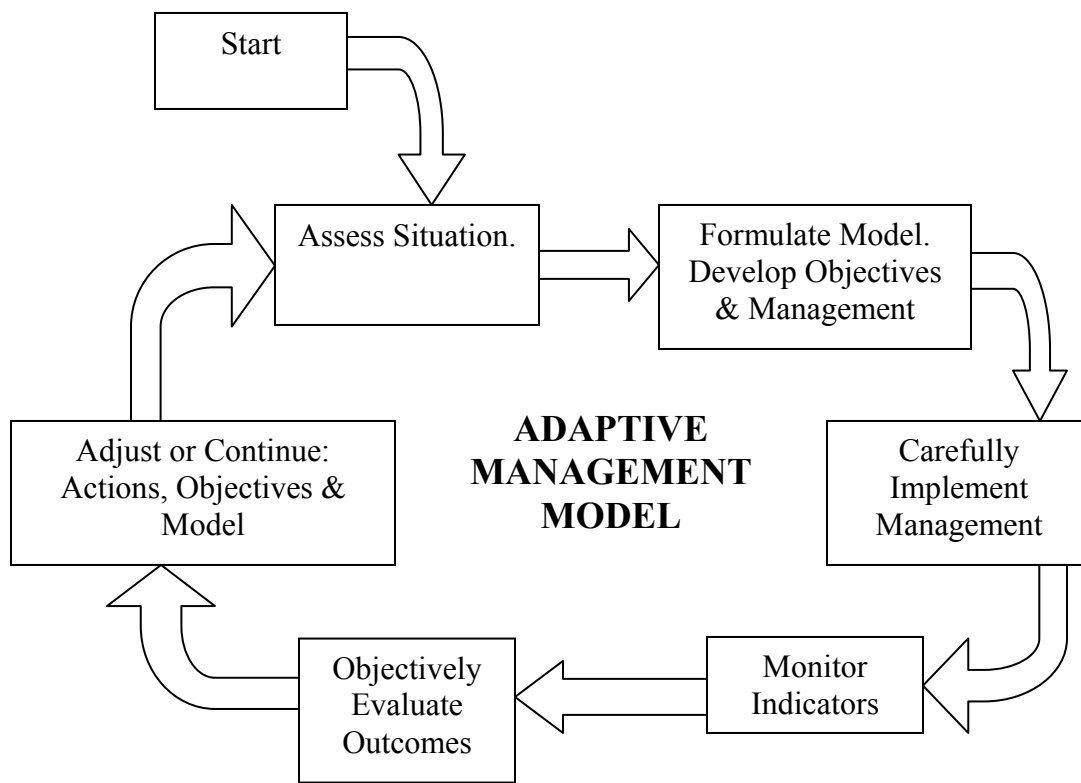 Start
Assess Situation.
Formulate Model.
Develop Objectives
& Management
Carefully
Implement
Management
Monitor
Indicators
Objectively
Evaluate
Outcomes
Adjust or Continue:
Actions, Objectives &
Model
ADAPTIVE
MANAGEMENT
MODEL